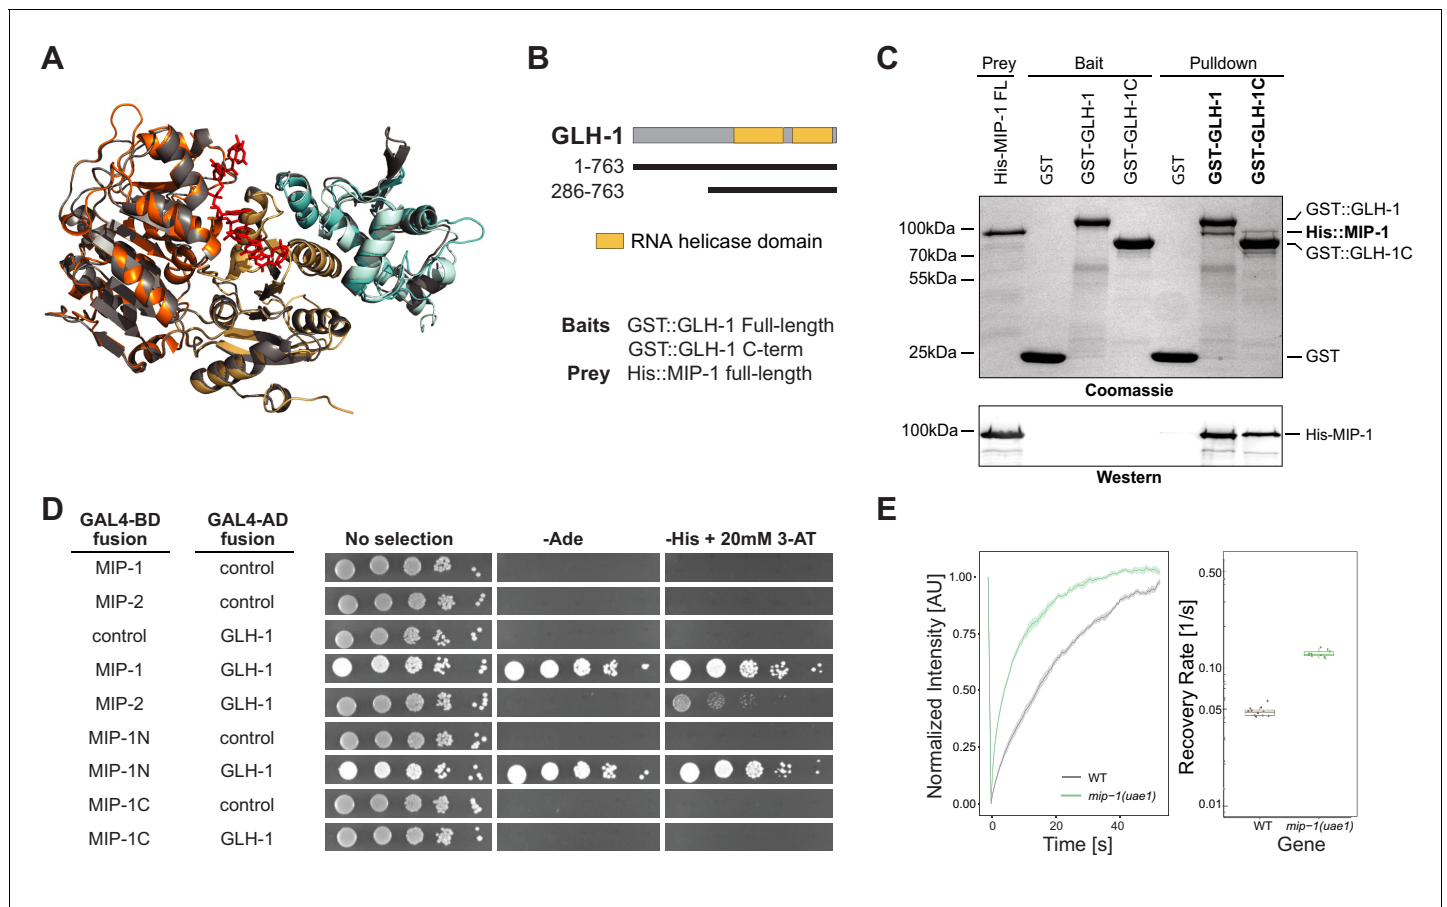 A
B
GLH-1
1-763
286-763
RNA helicase domain
Baits GST::GLH-1 Full-length
GST::GLH-1 C-term
Prey His::MIP-1 full-length
C
Prey Bait Pulldown
His-MIP-1 FL
GST
GST-GLH-1
GST-GLH-1C
GST
GST-GLH-1
GST-GLH-1C
100kDa
70kDa
55kDa
25kDa
GST::GLH-1
His::MIP-1
GST::GLH-1C
GST
Coomassie
100kDa
His-MIP-1
Western
D
GAL4-BD fusion GAL4-AD fusion No selection -Ade -His + 20mM 3-AT
MIP-1 control
MIP-2 control
control GLH-1
MIP-1 GLH-1
MIP-2 GLH-1
MIP-1N control
MIP-1N GLH-1
MIP-1C control
MIP-1C GLH-1
E
Normalized Intensity [AU]
1.00
0.75
0.50
0.25
0.00
WT
mip−1(uae1)
0 20 40
Time [s]
Recovery Rate [1/s]
0.50
0.10
0.05
0.01
WT mip−1(uae1)
Gene